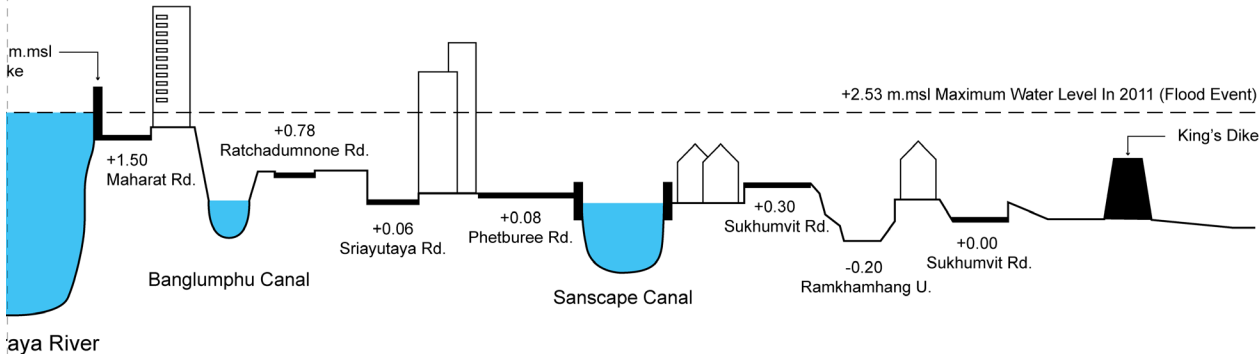 m.msl
ke
+2.53 m.msl Maximum Water Level In 2011 (Flood Event)
King's Dike
+1.50
Maharat Rd.
+0.78
Ratchadumnone Rd.
+0.06
Sriayutaya Rd.
+0.08
Phetburee Rd.
+0.30
Sukhumvit Rd.
-0.20
Ramkhamhang U.
+0.00
Sukhumvit Rd.
Banglumphu Canal
Sanscape Canal
raya River